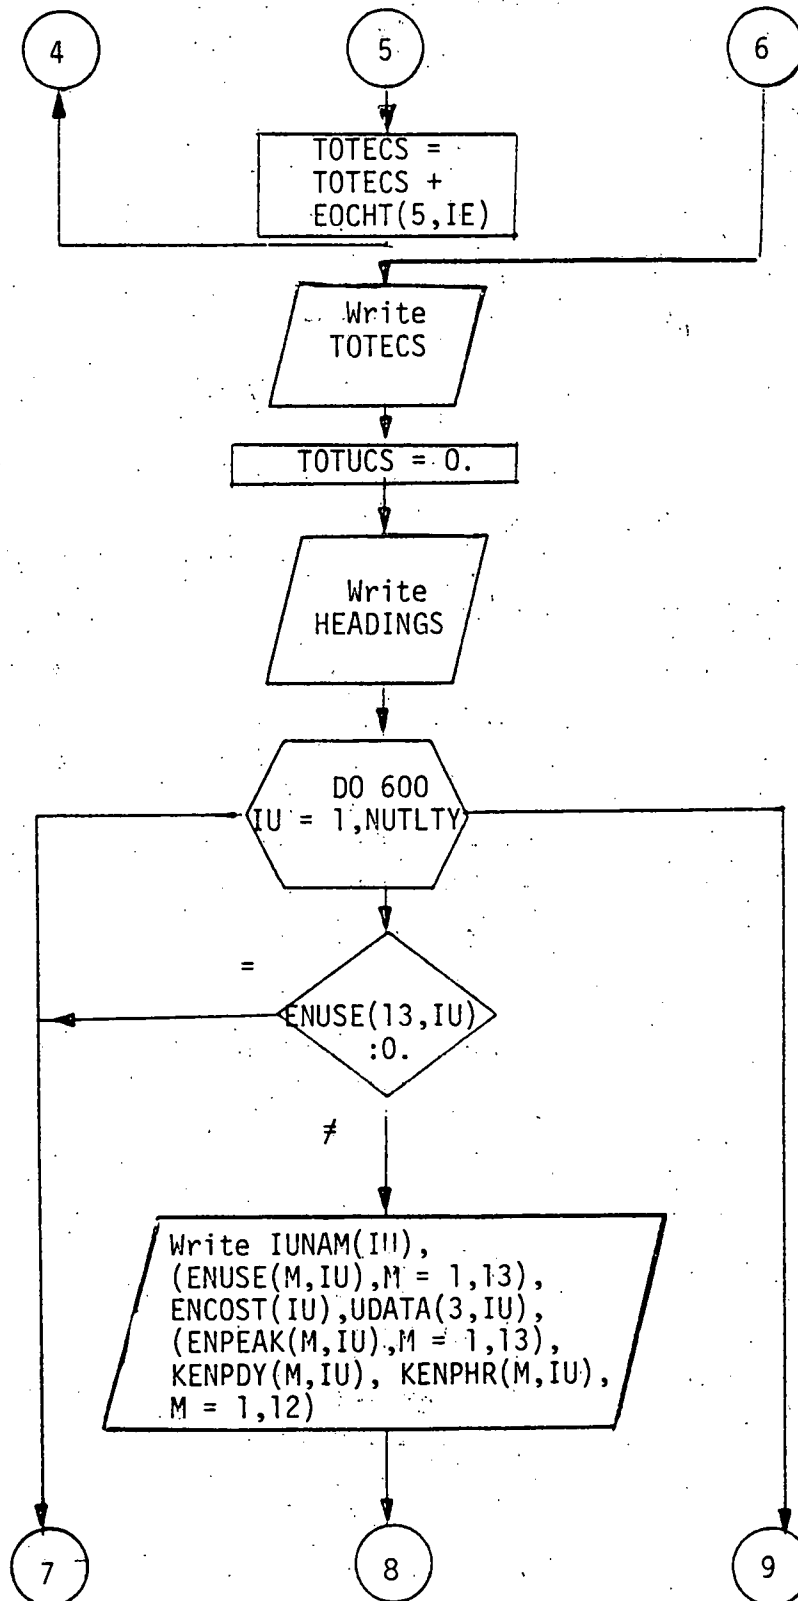 4 5 6
TOTECS =
TOTECS +
EOCHT(5,IE)
Write
TOTECS
TOTUCS = 0.
Write
HEADINGS
DO 600
IU = 1,NUTLTY
=
ENUSE(13,IU)
:0.
≠
Write IUNAM(IU),
(ENUSE(M,IU),M = 1,13),
ENCOST(IU),UDATA(3,IU),
(ENPEAK(M,IU),M = 1,13),
KENPDY(M,IU), KENPHR(M,IU),
M = 1,12)
7 8 9